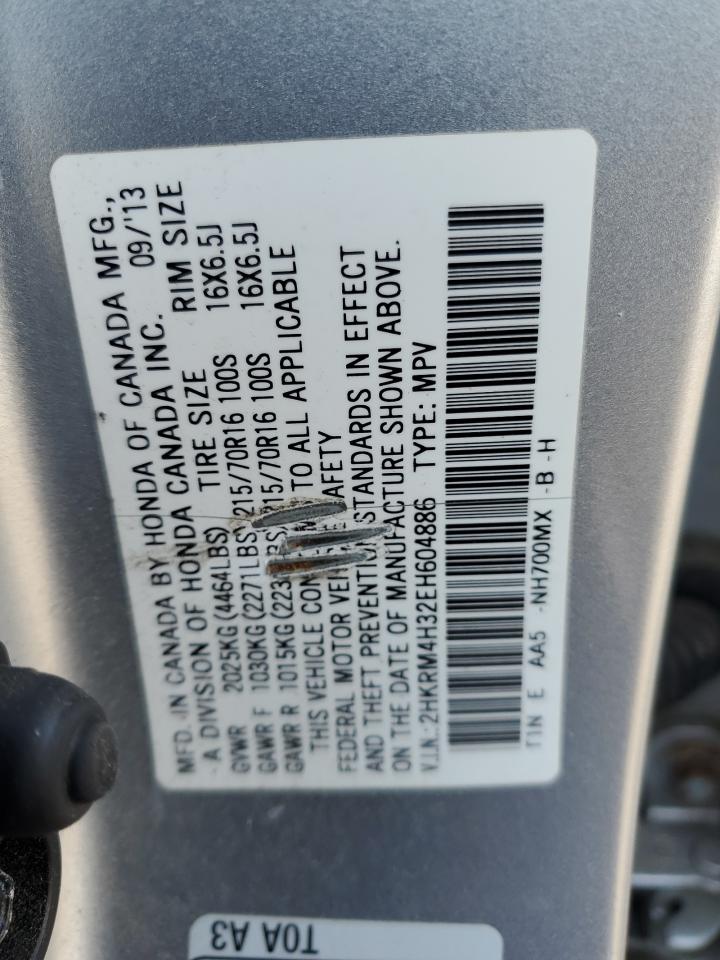 MFD. IN CANADA BY HONDA OF CANADA MFG.,
A DIVISION OF HONDA CANADA INC. 09/'13
TIRE SIZE RIM SIZE
GVWR 2025KG (4464LBS)
GAWR F 1030KG (2271LBS) 215/70R16 100S 16X6.5J
GAWR R 1015KG (223 BS) 215/70R16 100S 16X6.5J
THIS VEHICLE CON TO ALL APPLICABLE
FEDERAL MOTOR VEH SAFETY
AND THEFT PREVENTION STANDARDS IN EFFECT
ON THE DATE OF MANUFACTURE SHOWN ABOVE.
V.I.N.:2HKRM4H32EH604886 TYPE: MPV
E AA5 -NH700MX -B -H
T0A A3